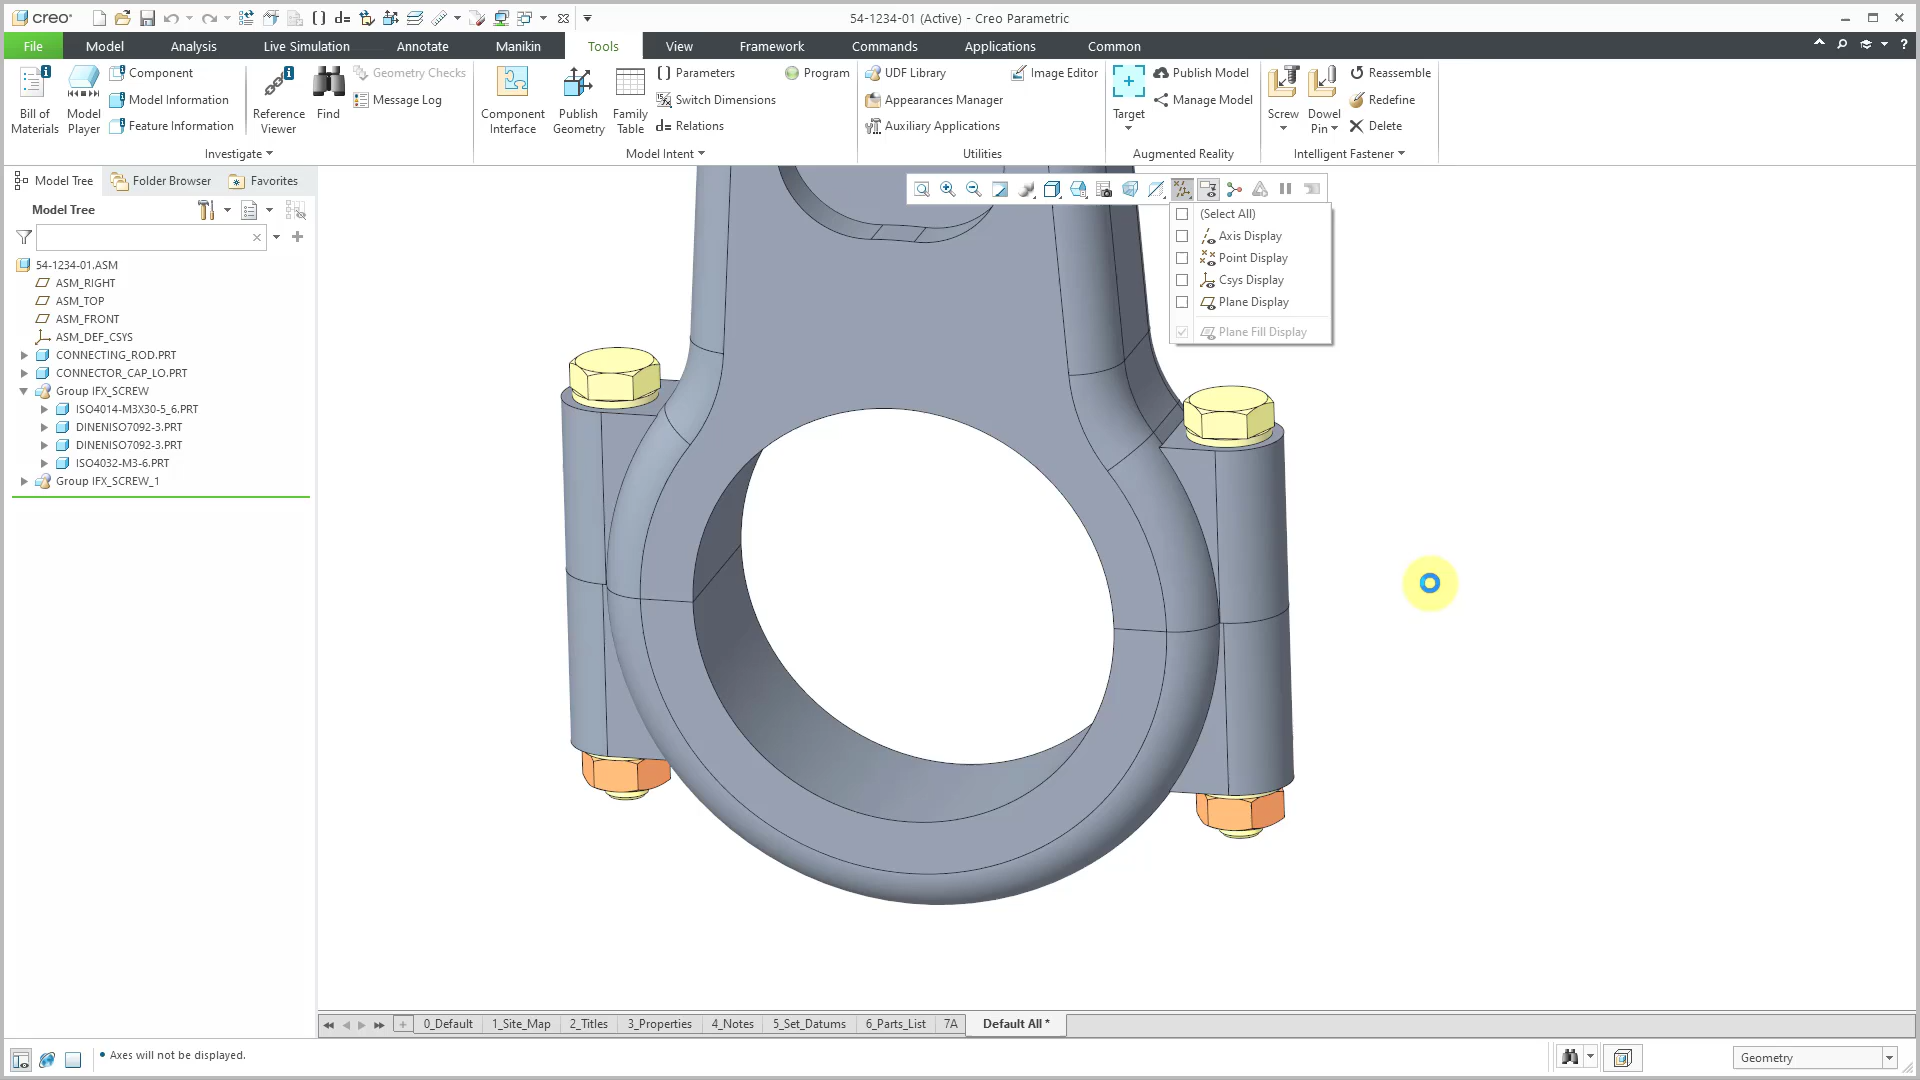 creo
54-1234-01 (Active) - Creo Parametric
File
Model
Analysis
Live Simulation
Annotate
Manikin
Tools
View
Framework
Commands
Applications
Common
Bill of Materials
Model Player
Component
Model Information
Feature Information
Reference Viewer
Find
Geometry Checks
Message Log
Investigate
Component Interface
Publish Geometry
Family Table
Parameters
Switch Dimensions
d= Relations
Program
Model Intent
UDF Library
Appearances Manager
Auxiliary Applications
Image Editor
Utilities
Target
Publish Model
Manage Model
Augmented Reality
Screw
Dowel Pin
Reassemble
Redefine
Delete
Intelligent Fastener
Model Tree
Folder Browser
Favorites
Model Tree
54-1234-01.ASM
ASM_RIGHT
ASM_TOP
ASM_FRONT
ASM_DEF_CSYS
CONNECTING_ROD.PRT
CONNECTOR_CAP_LO.PRT
Group IFX_SCREW
ISO4014-M3X30-5_6.PRT
DINENISO7092-3.PRT
DINENISO7092-3.PRT
ISO4032-M3-6.PRT
Group IFX_SCREW_1
(Select All)
Axis Display
Point Display
Csys Display
Plane Display
Plane Fill Display
0_Default
1_Site_Map
2_Titles
3_Properties
4_Notes
5_Set_Datums
6_Parts_List
7A
Default All *
• Axes will not be displayed.
Geometry